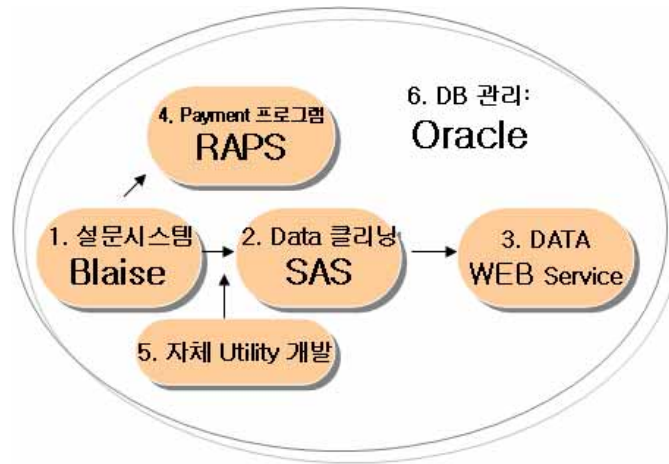 4. Payment 프로그램
RAPS
6. DB 관리:
Oracle
1. 설문시스템
Blaise
2. Data 클리닝
SAS
3. DATA
WEB Service
5. 자체 Utility 개발